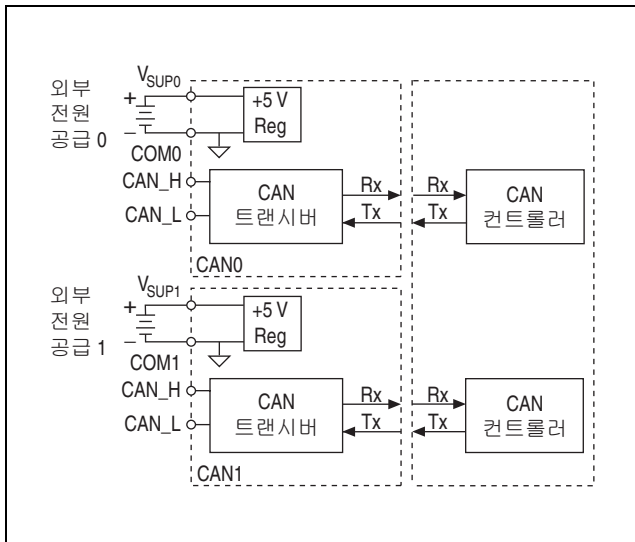 외부
전원
공급 0
V_SUP0
+
−
COM0
+5 V
Reg
CAN_H
CAN_L
CAN
트랜시버
Rx
Tx
Rx
Tx
CAN
컨트롤러
CAN0
외부
전원
공급 1
V_SUP1
+
−
COM1
+5 V
Reg
CAN_H
CAN_L
CAN
트랜시버
Rx
Tx
Rx
Tx
CAN
컨트롤러
CAN1